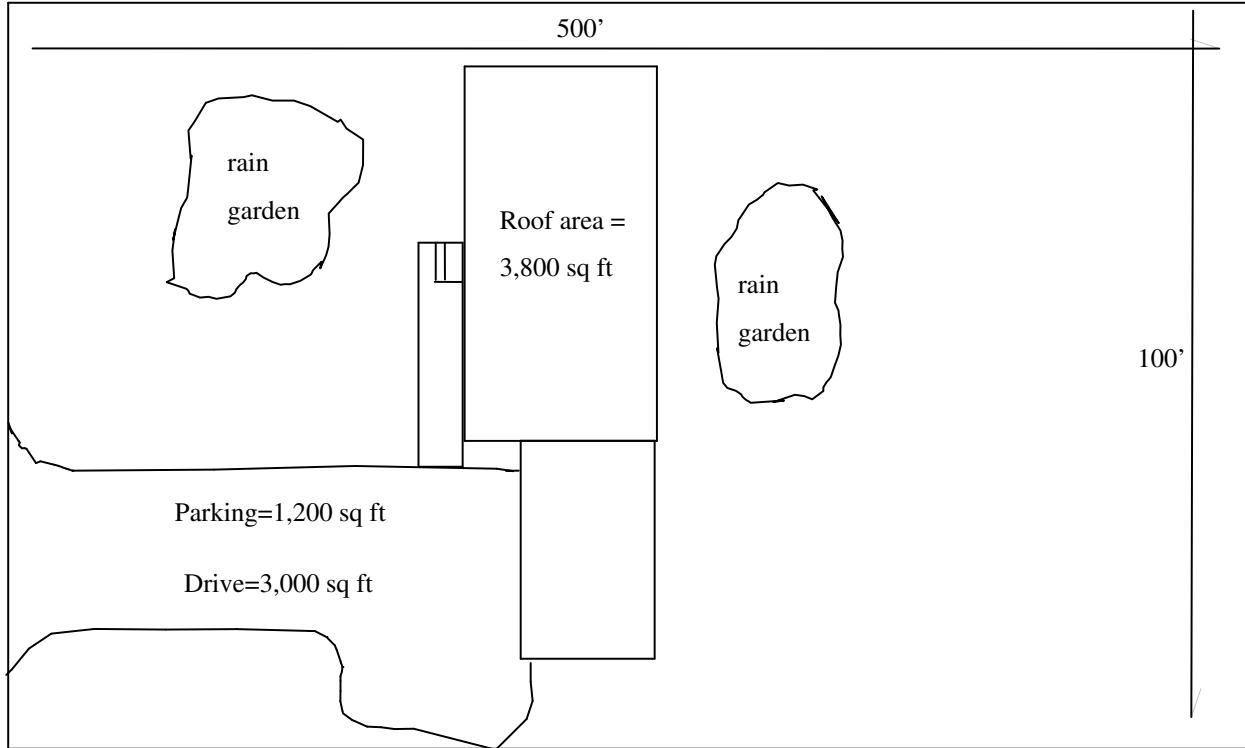 500’
rain
garden
Roof area =
3,800 sq ft
rain
garden
100’
Parking=1,200 sq ft
Drive=3,000 sq ft